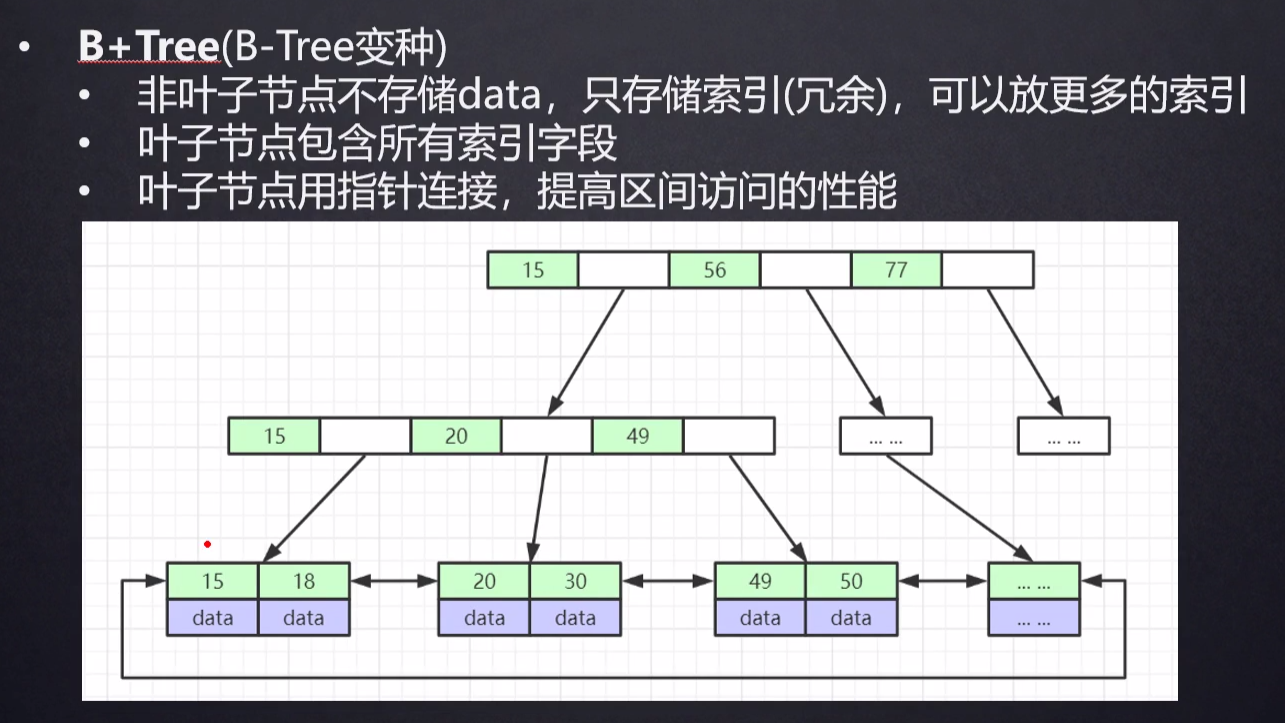 • B+Tree(B-Tree变种)
• 非叶子节点不存储data，只存储索引(冗余)，可以放更多的索引
• 叶子节点包含所有索引字段
• 叶子节点用指针连接，提高区间访问的性能
15 56 77
15 20 49 ... ... ... ...
15 18 20 30 49 50 ... ...
data data data data data data ... ...